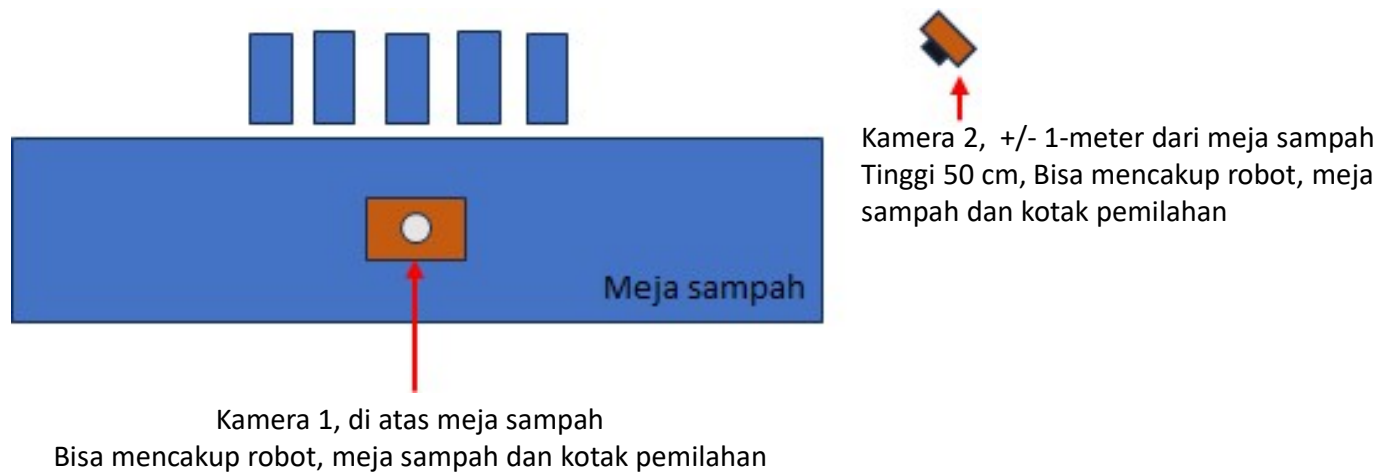 Kamera 2, +/- 1-meter dari meja sampah
Tinggi 50 cm, Bisa mencakup robot, meja
sampah dan kotak pemilahan
Meja sampah
Kamera 1, di atas meja sampah
Bisa mencakup robot, meja sampah dan kotak pemilahan